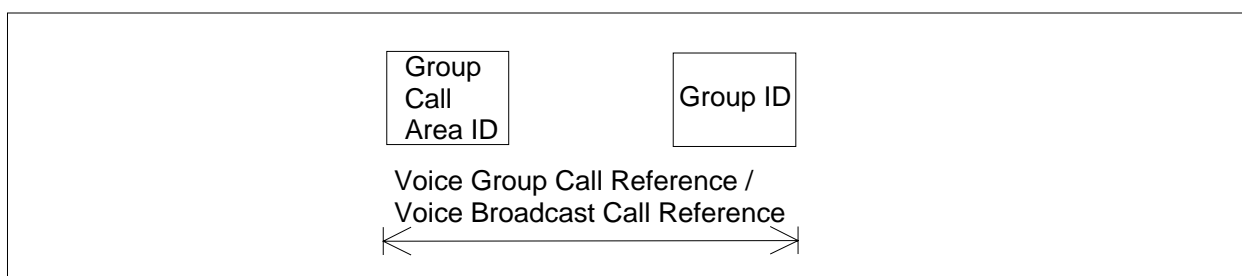 Group
Call
Area ID
Group ID
Voice Group Call Reference /
Voice Broadcast Call Reference